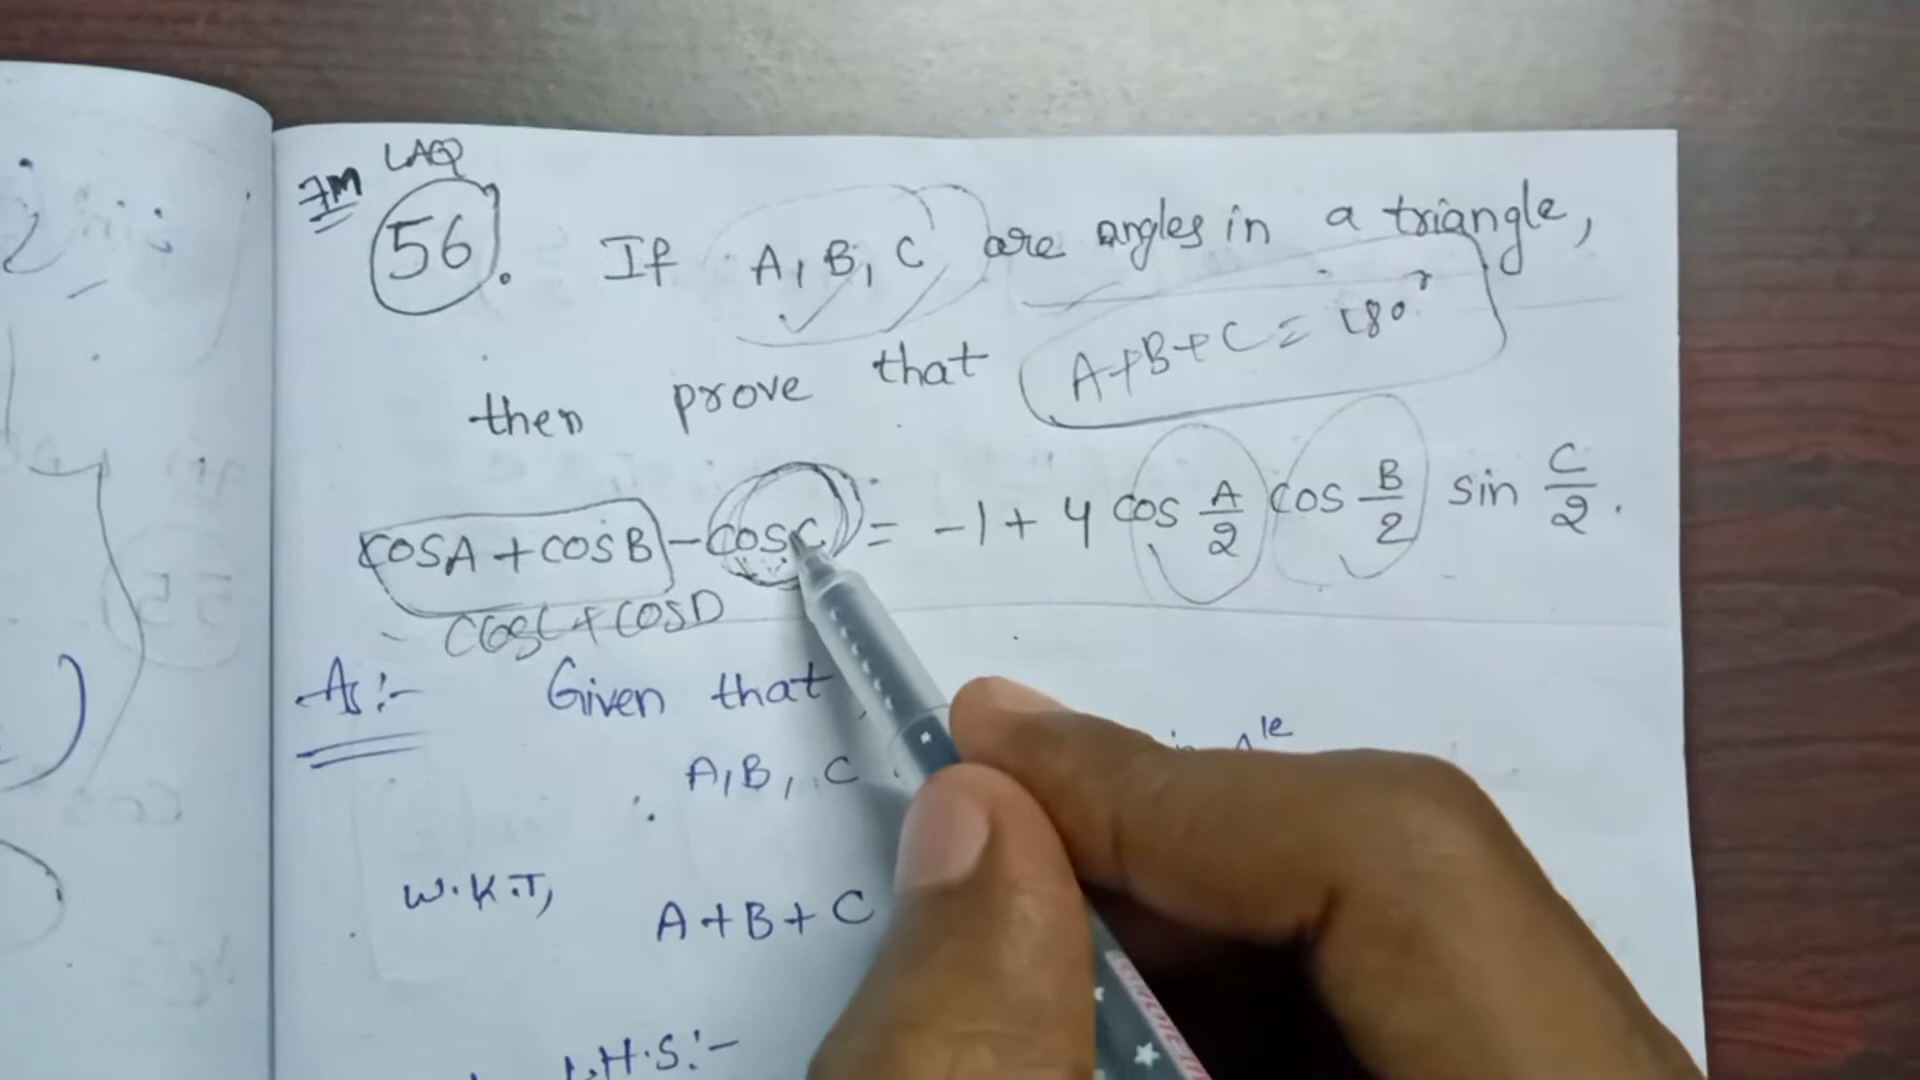 LAQ
7M
56. If A, B, C are angles in a triangle,
then prove that A+B+C = 180°
cosA + cosB - cosC = -1 + 4 cos A/2 cos B/2 sin C/2.
cosC + cosD
As:- Given that,
A, B, C
W.K.T, A+B+C
L.H.S:-